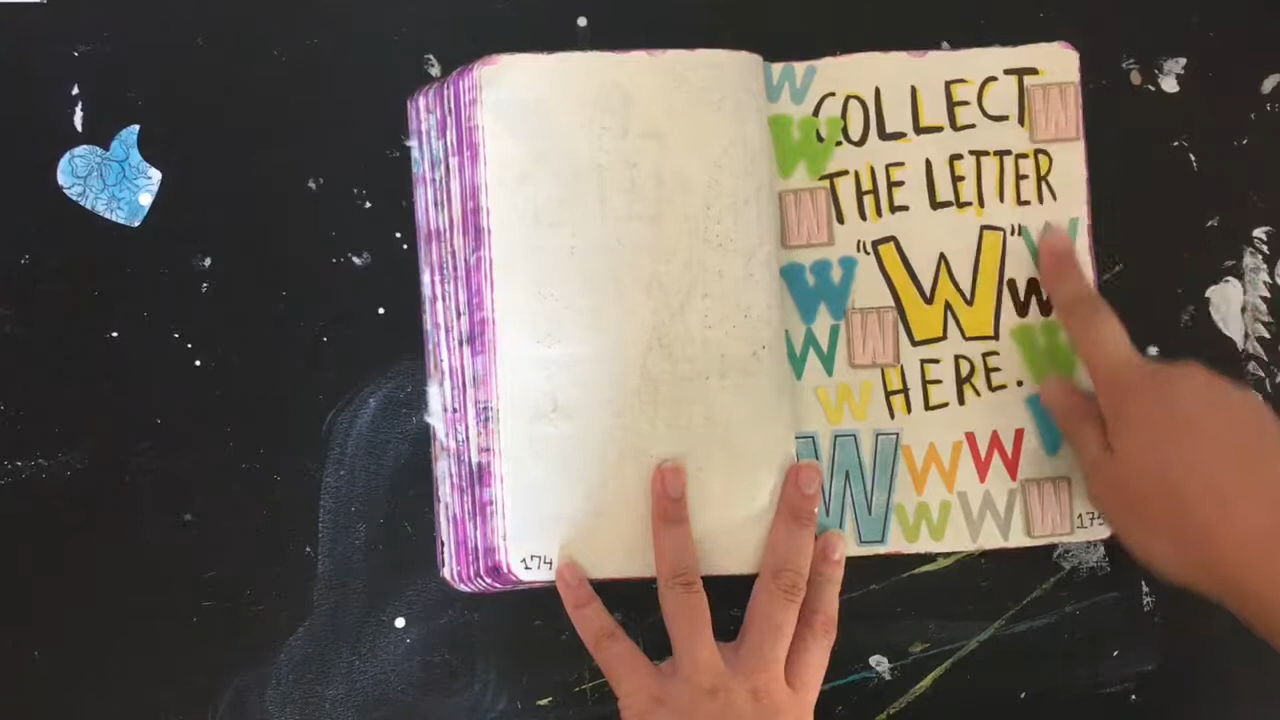 W COLLECT W
W
W THE LETTER
W "W" W
W W W
W HERE. W
W W W W
W W W W
174 175